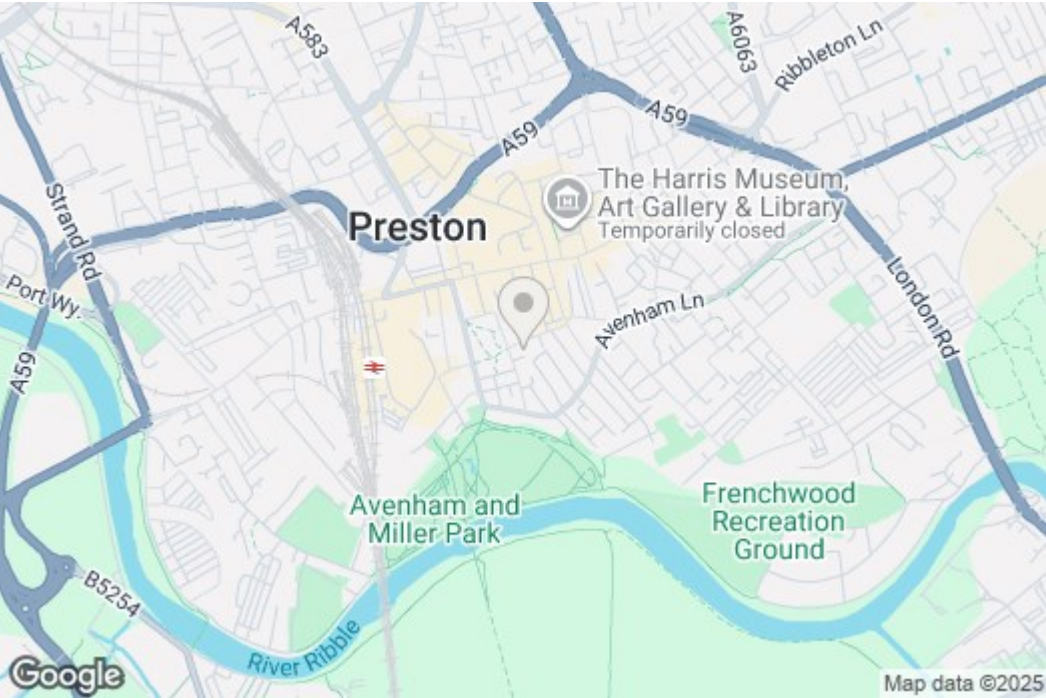 A583
A6063
Ribbleton Ln
A59
A59
The Harris Museum,
Art Gallery & Library
Temporarily closed
Preston
Strand Rd
Port Wy.
Avenham Ln
London Rd
A59
Avenham and
Miller Park
Frenchwood
Recreation
Ground
B5254
River Ribble
Google
Map data ©2025